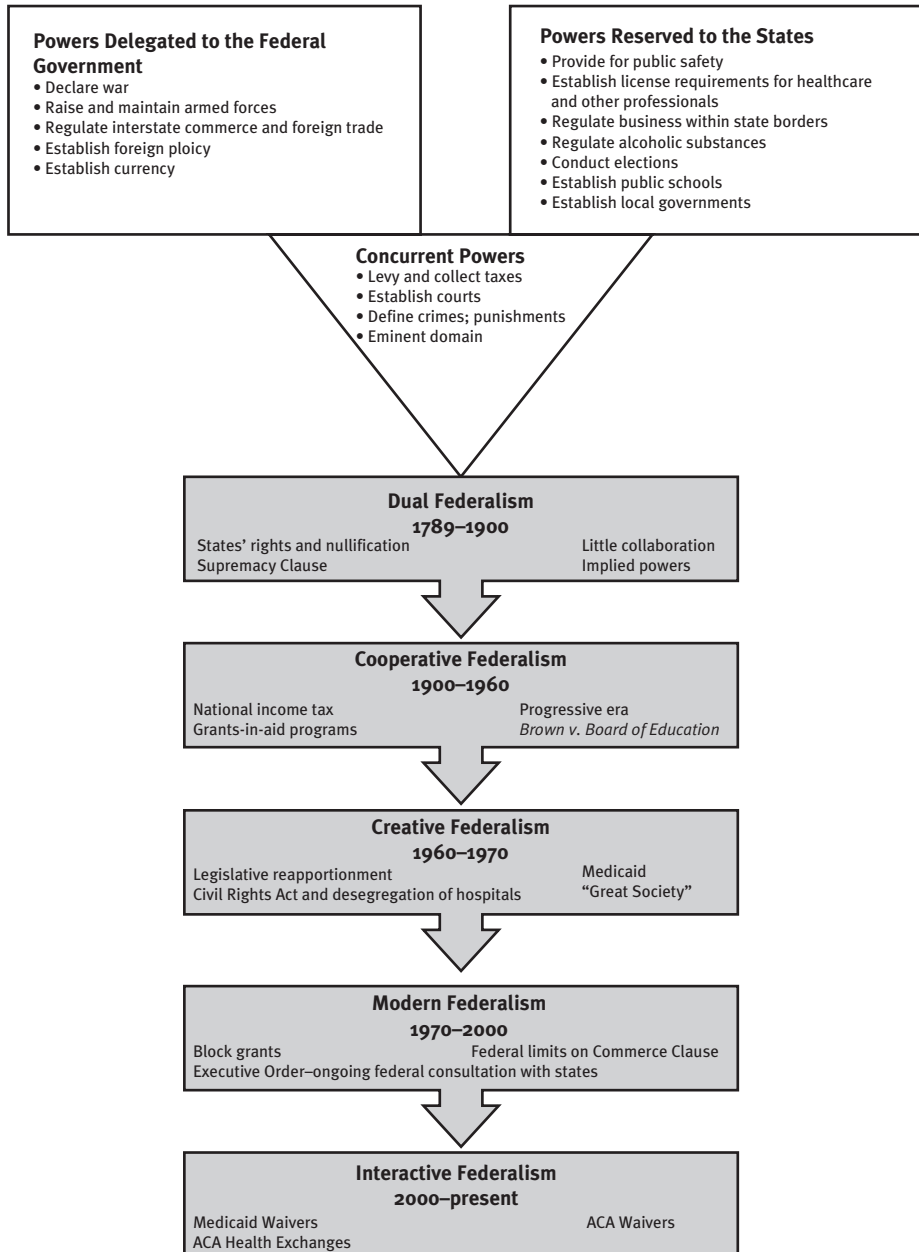 Powers Delegated to the Federal
Government
• Declare war
• Raise and maintain armed forces
• Regulate interstate commerce and foreign trade
• Establish foreign ploicy
• Establish currency
Powers Reserved to the States
• Provide for public safety
• Establish license requirements for healthcare
and other professionals
• Regulate business within state borders
• Regulate alcoholic substances
• Conduct elections
• Establish public schools
• Establish local governments
Concurrent Powers
• Levy and collect taxes
• Establish courts
• Define crimes; punishments
• Eminent domain
Dual Federalism
1789–1900
States’ rights and nullification
Supremacy Clause
Little collaboration
Implied powers
Cooperative Federalism
1900–1960
National income tax
Grants-in-aid programs
Progressive era
Brown v. Board of Education
Creative Federalism
1960–1970
Legislative reapportionment
Civil Rights Act and desegregation of hospitals
Medicaid
“Great Society”
Modern Federalism
1970–2000
Block grants
Federal limits on Commerce Clause
Executive Order–ongoing federal consultation with states
Interactive Federalism
2000–present
Medicaid Waivers
ACA Health Exchanges
ACA Waivers